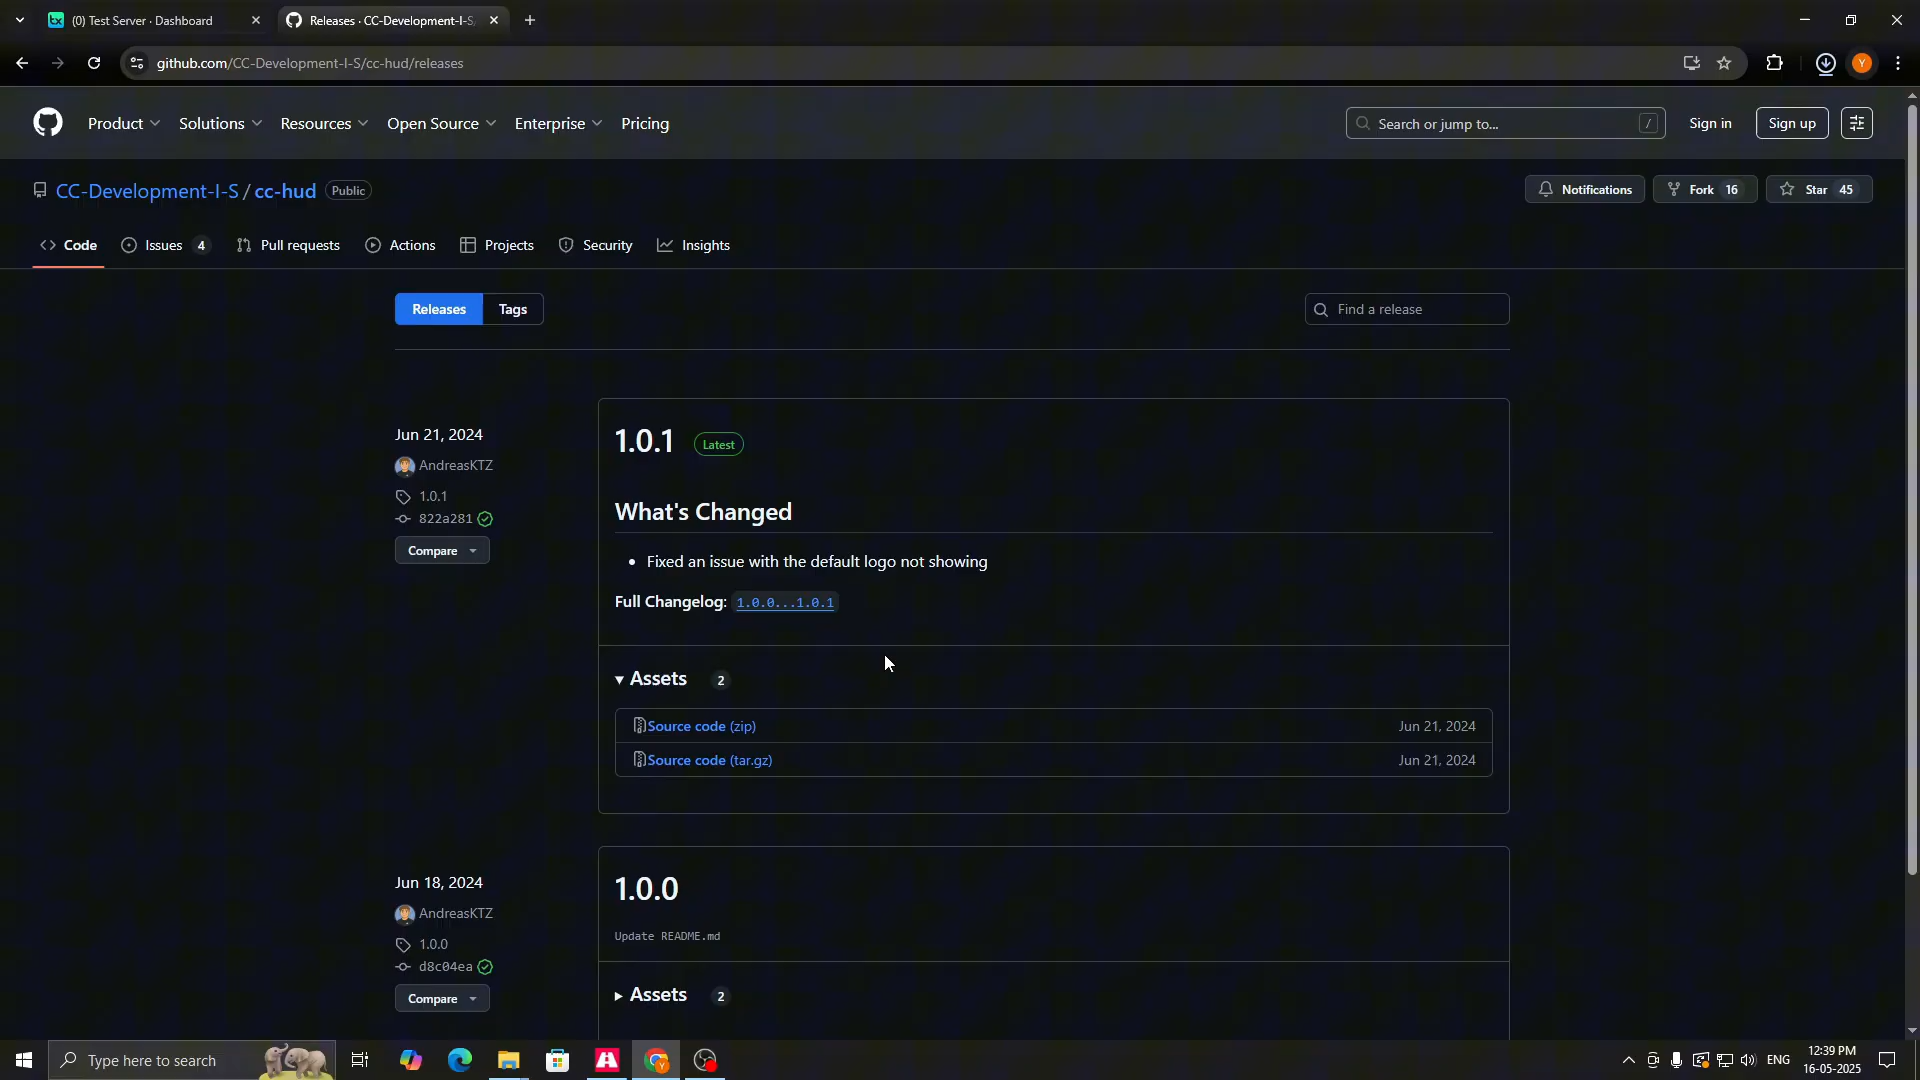 (0) Test Server · Dashboard
Releases · CC-Development-I-S
github.com/CC-Development-I-S/cc-hud/releases
Product
Solutions
Resources
Open Source
Enterprise
Pricing
Search or jump to...
/
Sign in
Sign up
CC-Development-I-S / cc-hud
Public
Notifications
Fork 16
Star 45
Code
Issues 4
Pull requests
Actions
Projects
Security
Insights
Releases
Tags
Find a release
Jun 21, 2024
AndreasKTZ
1.0.1
822a281
Compare
1.0.1
Latest
What's Changed
Fixed an issue with the default logo not showing
Full Changelog: 1.0.0...1.0.1
Assets 2
Source code (zip)
Jun 21, 2024
Source code (tar.gz)
Jun 21, 2024
Jun 18, 2024
AndreasKTZ
1.0.0
d8c04ea
Compare
1.0.0
Update README.md
Assets 2
Type here to search
ENG
12:39 PM
16-05-2025